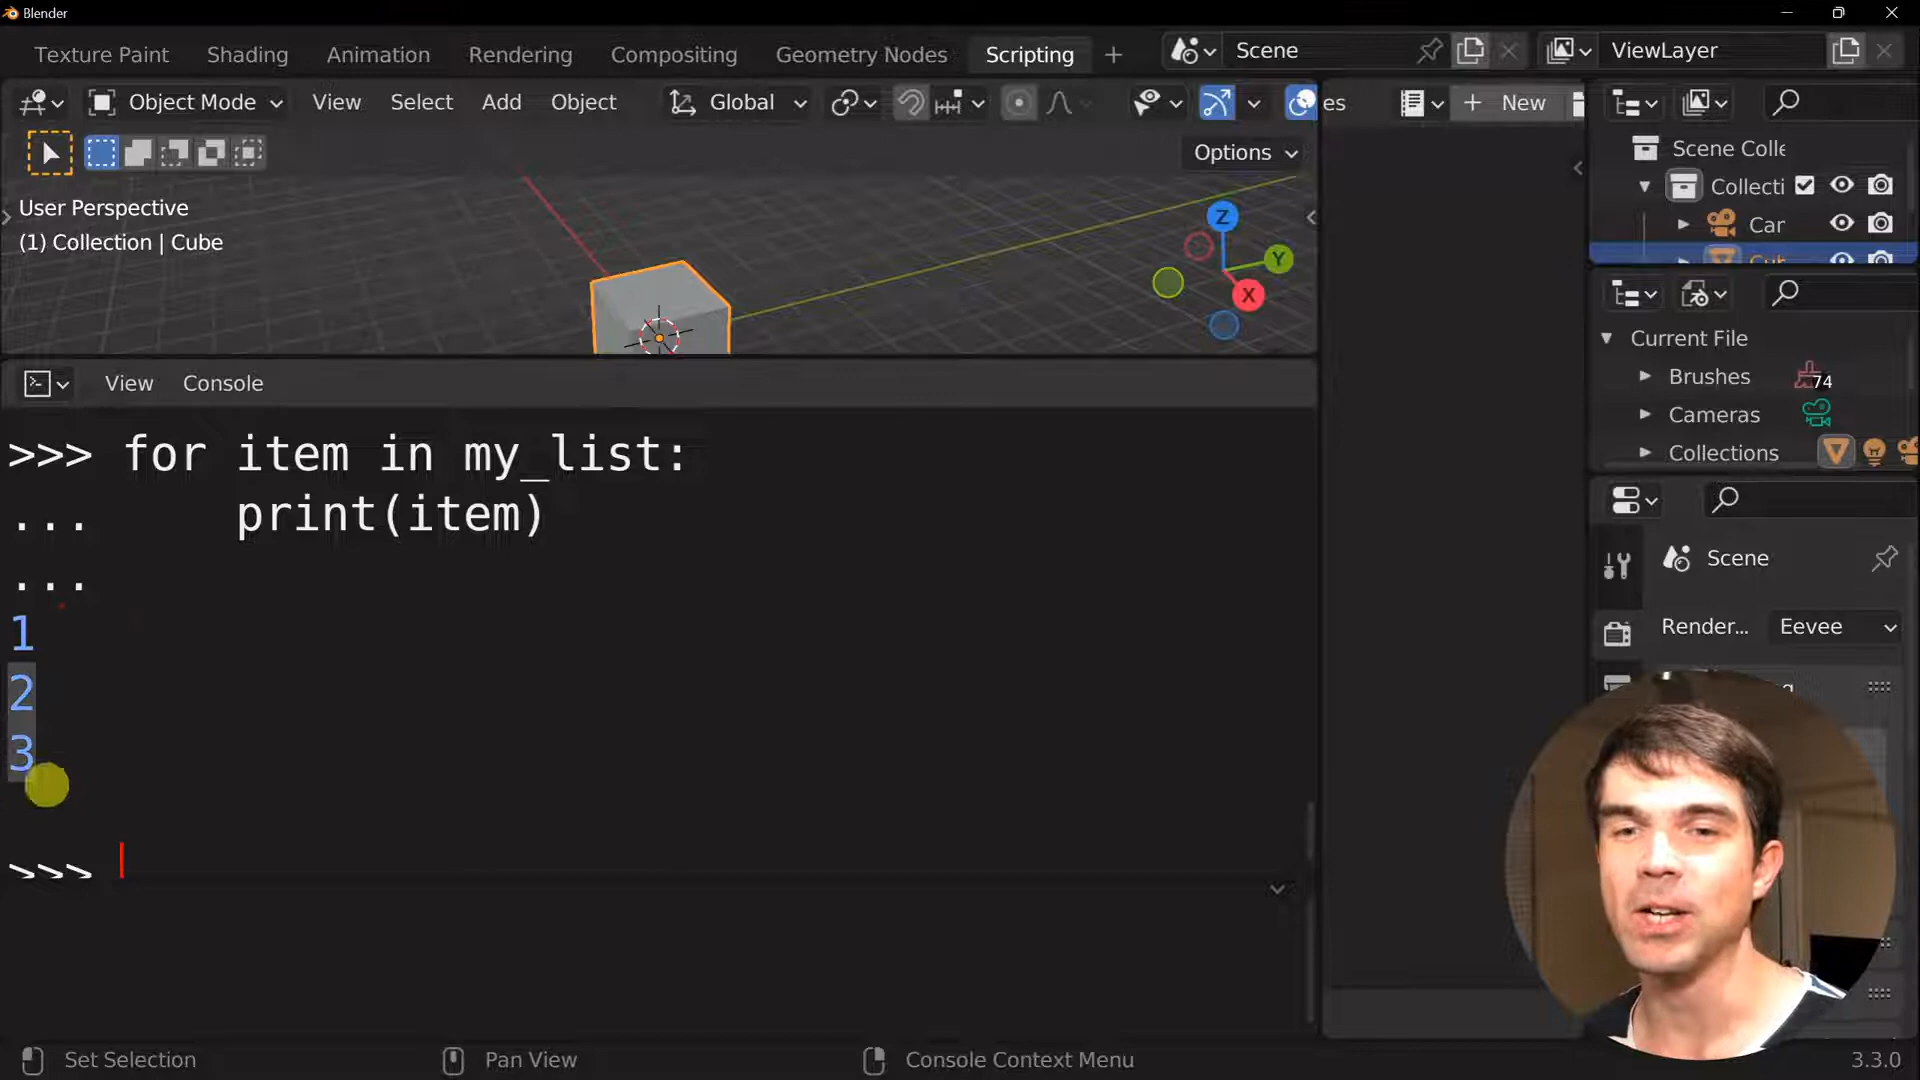 Blender
Texture Paint Shading Animation Rendering Compositing Geometry Nodes Scripting + Scene ViewLayer
Object Mode View Select Add Object Global es + New
Options
User Perspective
(1) Collection | Cube
Z
Y
X
Scene Colle
Collecti
Car
Current File
Brushes 74
Cameras
Collections
View Console
>>> for item in my_list:
... print(item)
...
1
2
3
>>>
Scene
Render... Eevee
Set Selection Pan View Console Context Menu 3.3.0